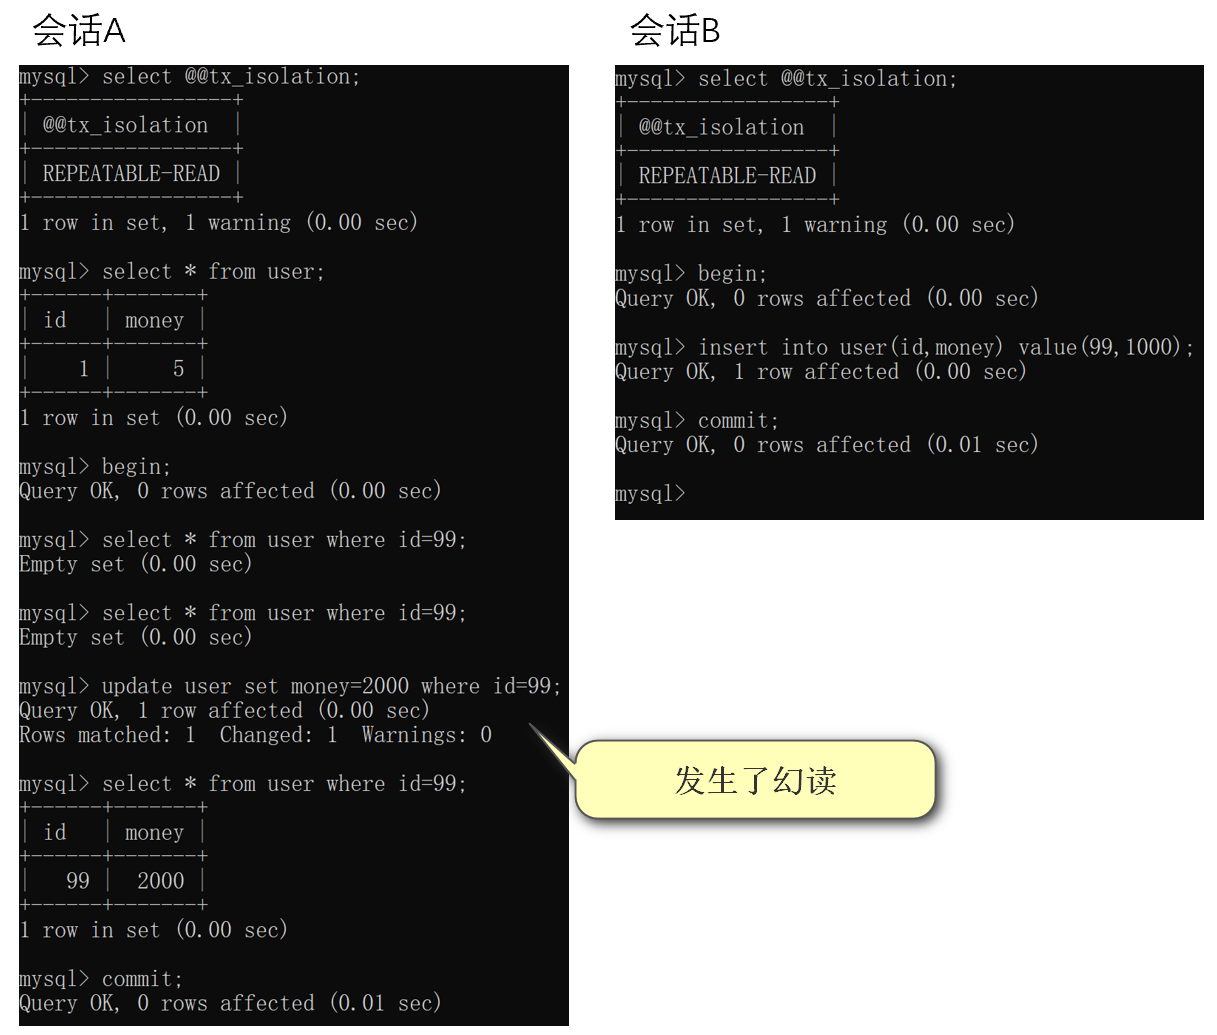 会话A
mysql> select @@tx_isolation;
+-----------------+
| @@tx_isolation  |
+-----------------+
| REPEATABLE-READ |
+-----------------+
1 row in set, 1 warning (0.00 sec)
mysql> select * from user;
+------+-------+
| id   | money |
+------+-------+
|    1 |     5 |
+------+-------+
1 row in set (0.00 sec)
mysql> begin;
Query OK, 0 rows affected (0.00 sec)
mysql> select * from user where id=99;
Empty set (0.00 sec)
mysql> select * from user where id=99;
Empty set (0.00 sec)
mysql> update user set money=2000 where id=99;
Query OK, 1 row affected (0.00 sec)
Rows matched: 1  Changed: 1  Warnings: 0
mysql> select * from user where id=99;
+------+-------+
| id   | money |
+------+-------+
|   99 |  2000 |
+------+-------+
1 row in set (0.00 sec)
mysql> commit;
Query OK, 0 rows affected (0.01 sec)
会话B
mysql> select @@tx_isolation;
+-----------------+
| @@tx_isolation  |
+-----------------+
| REPEATABLE-READ |
+-----------------+
1 row in set, 1 warning (0.00 sec)
mysql> begin;
Query OK, 0 rows affected (0.00 sec)
mysql> insert into user(id,money) value(99,1000);
Query OK, 1 row affected (0.00 sec)
mysql> commit;
Query OK, 0 rows affected (0.01 sec)
mysql>
发生了幻读